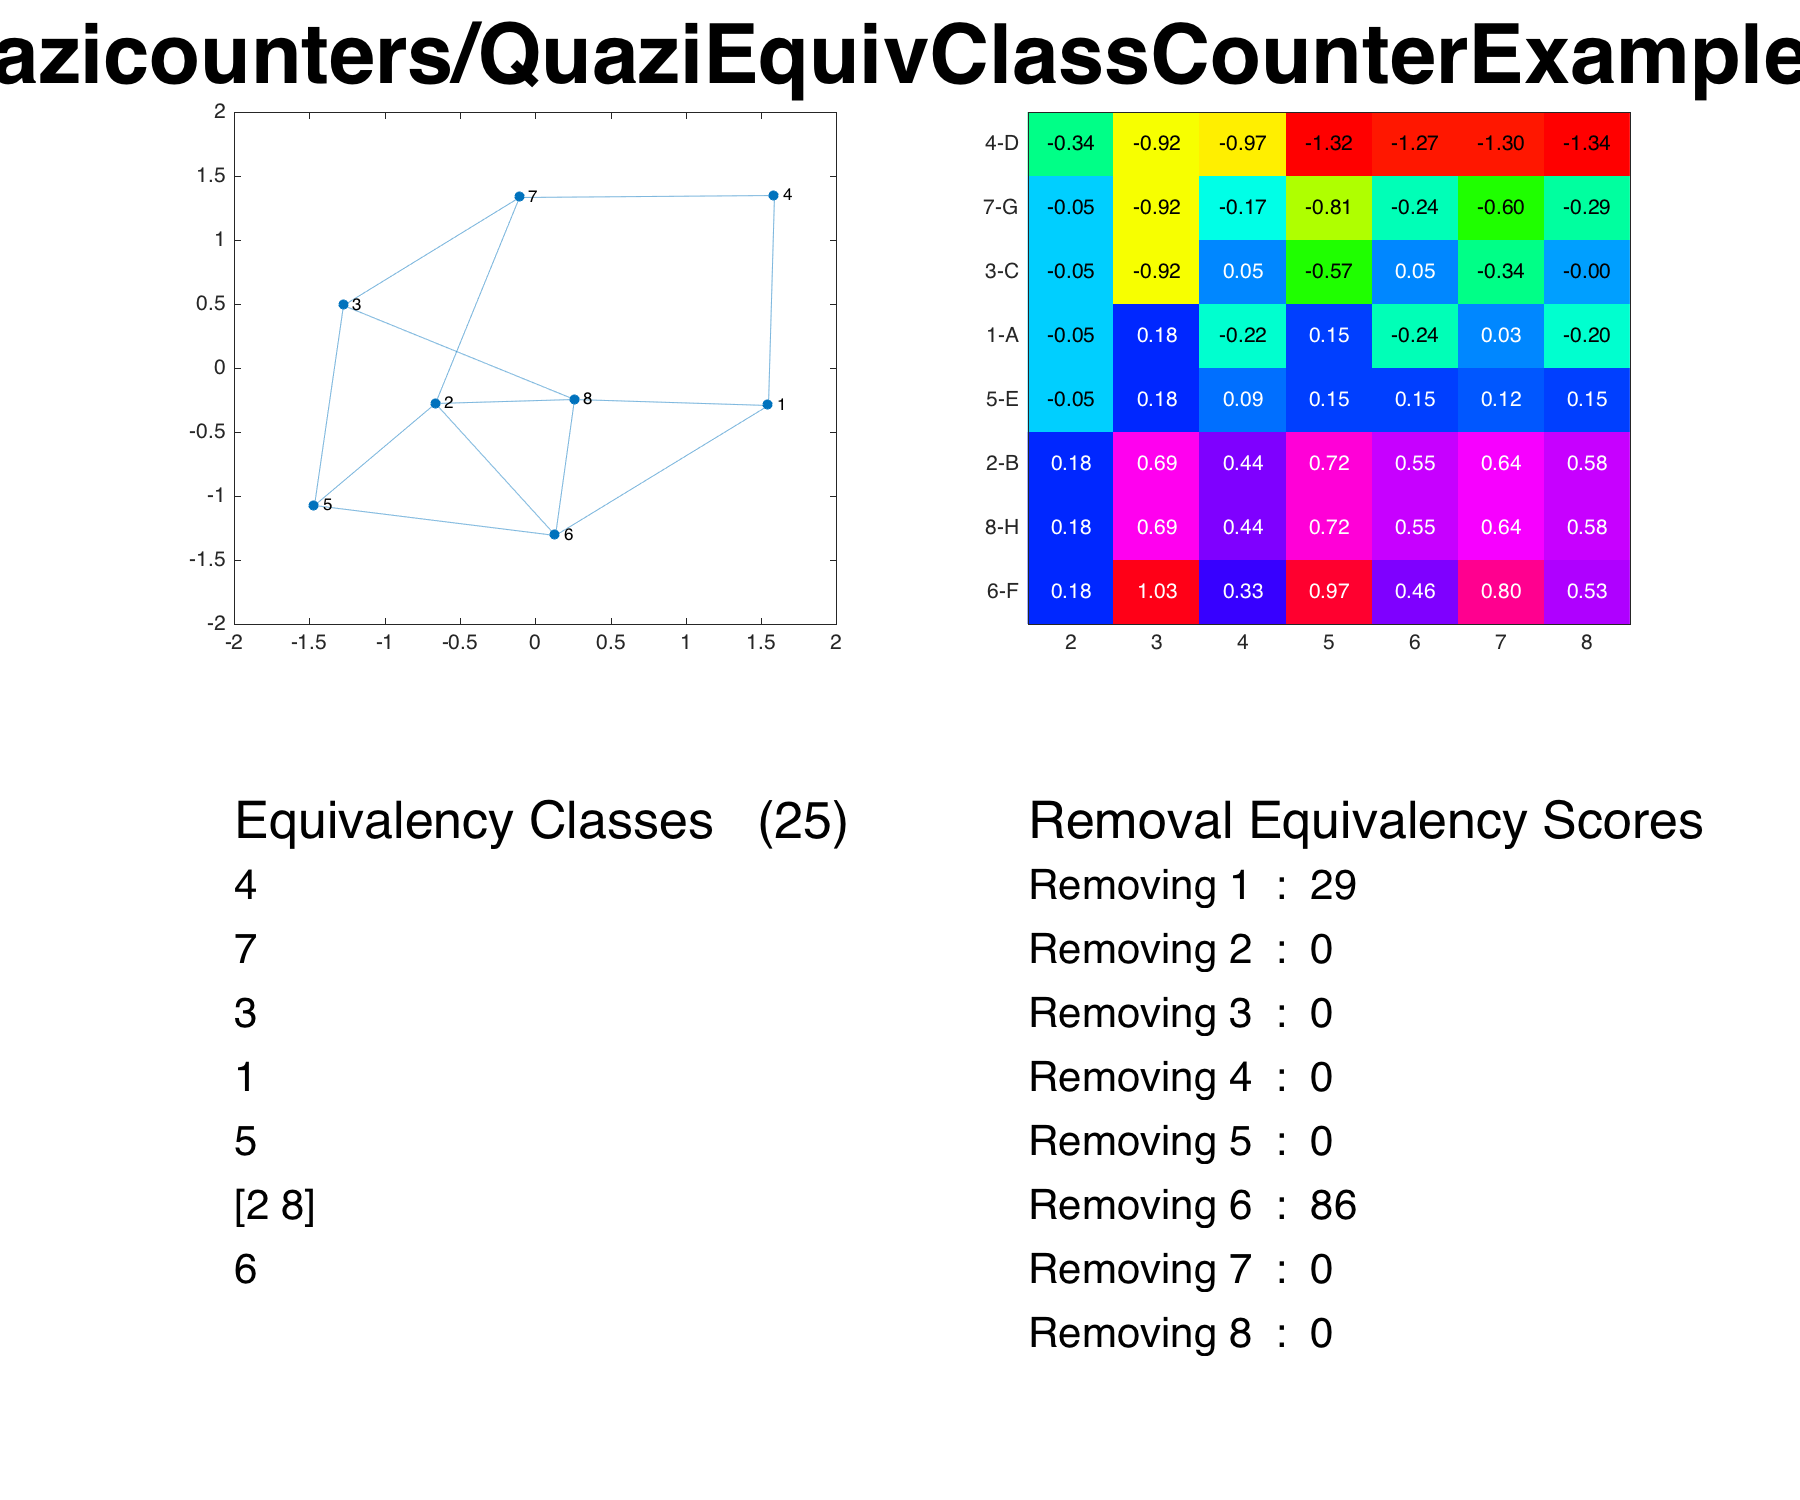 azicounters/QuaziEquivClassCounterExample
2
1.5
1
0.5
0
-0.5
-1
-1.5
-2
-2 -1.5 -1 -0.5 0 0.5 1 1.5 2
7
4
3
2
8
1
5
6
4-D -0.34 -0.92 -0.97 -1.32 -1.27 -1.30 -1.34
7-G -0.05 -0.92 -0.17 -0.81 -0.24 -0.60 -0.29
3-C -0.05 -0.92 0.05 -0.57 0.05 -0.34 -0.00
1-A -0.05 0.18 -0.22 0.15 -0.24 0.03 -0.20
5-E -0.05 0.18 0.09 0.15 0.15 0.12 0.15
2-B 0.18 0.69 0.44 0.72 0.55 0.64 0.58
8-H 0.18 0.69 0.44 0.72 0.55 0.64 0.58
6-F 0.18 1.03 0.33 0.97 0.46 0.80 0.53
2 3 4 5 6 7 8
Equivalency Classes (25)
4
7
3
1
5
[2 8]
6
Removal Equivalency Scores
Removing 1 : 29
Removing 2 : 0
Removing 3 : 0
Removing 4 : 0
Removing 5 : 0
Removing 6 : 86
Removing 7 : 0
Removing 8 : 0